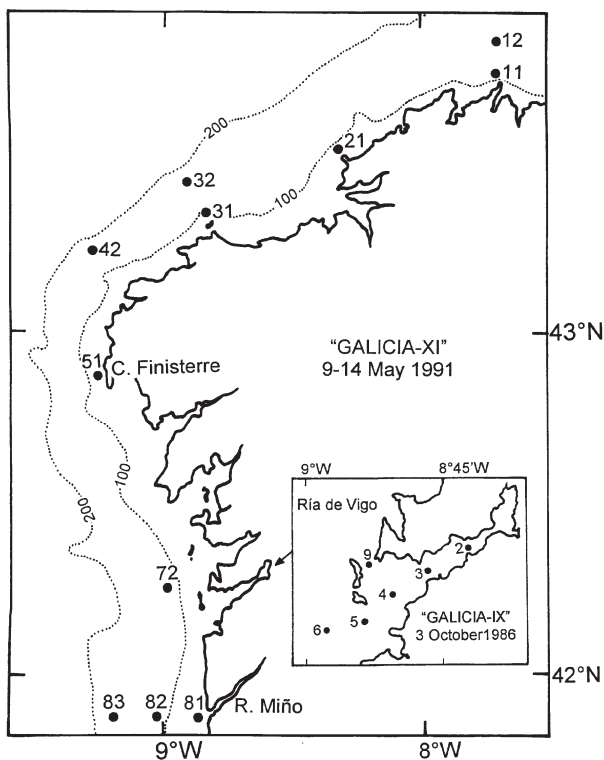 12
11
200
21
32
100
31
42
43°N
"GALICIA-XI"
9-14 May 1991
51
C. Finisterre
100
200
9°W
8°45'W
Ría de Vigo
2
9
3
4
5
6
"GALICIA-IX"
3 October1986
72
42°N
83
82
81
R. Miño
9°W
8°W